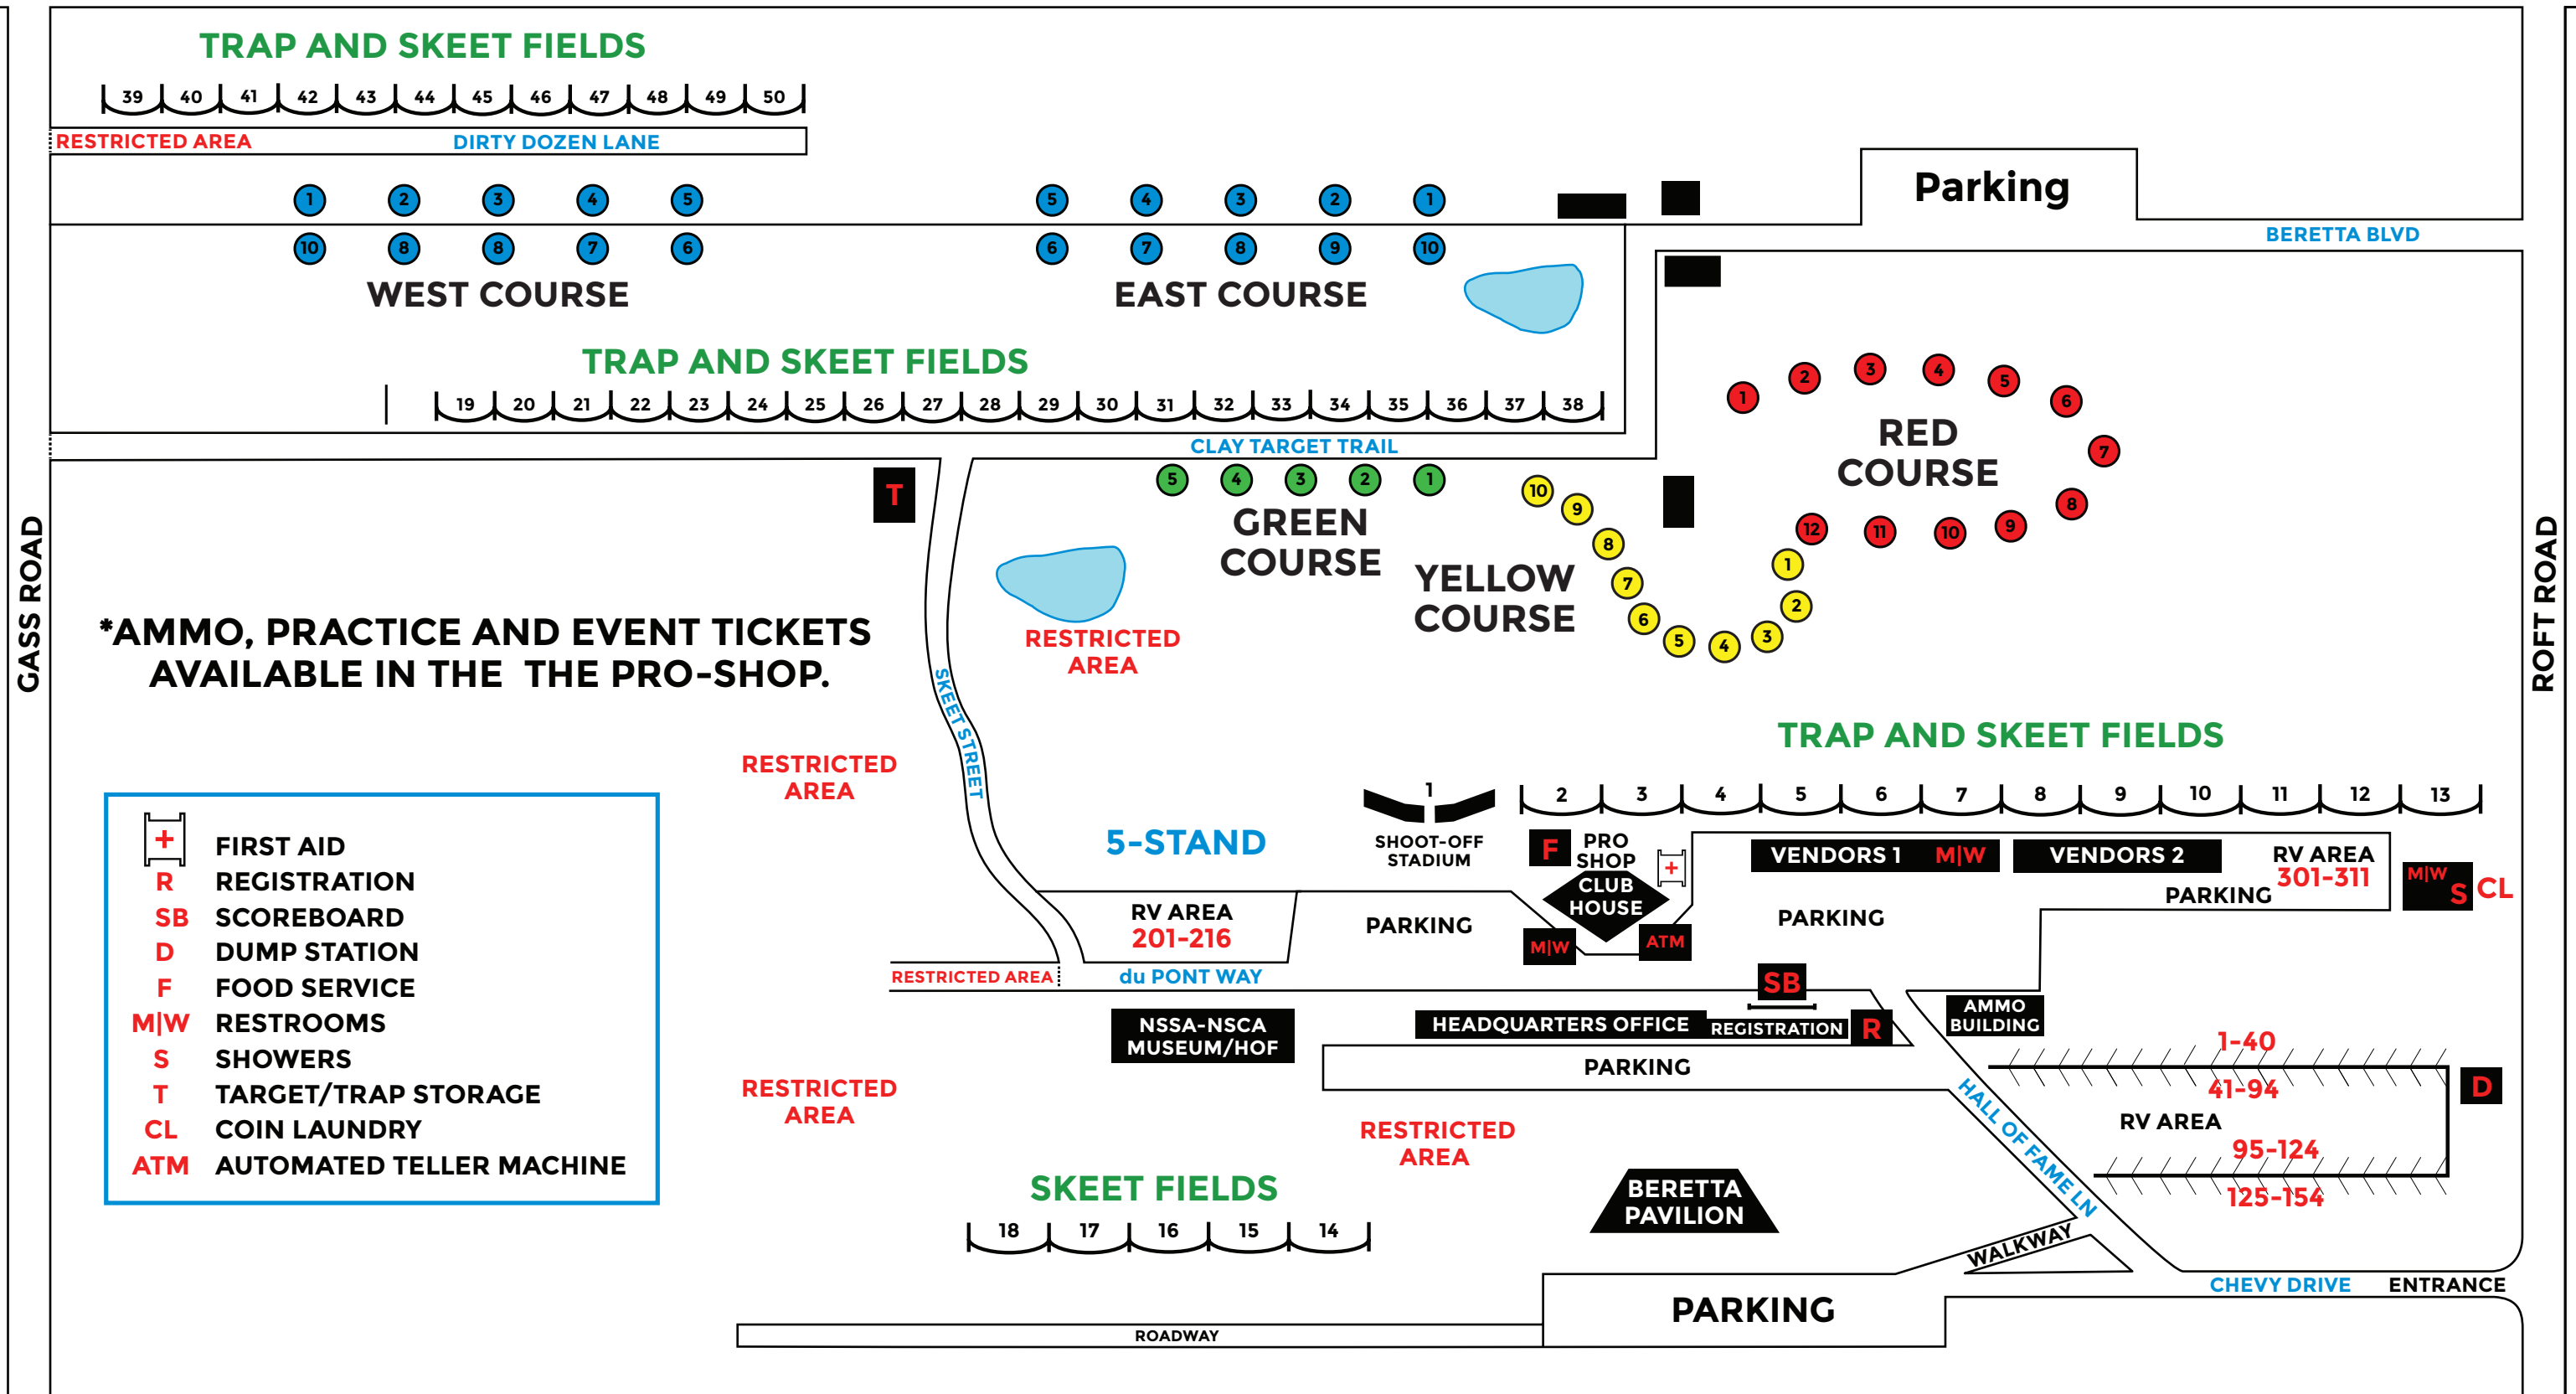 TRAP AND SKEET FIELDS
39 40 41 42 43 44 45 46 47 48 49 50
RESTRICTED AREA
DIRTY DOZEN LANE
1 2 3 4 5
10 8 8 7 6
WEST COURSE
5 4 3 2 1
6 7 8 9 10
EAST COURSE
Parking
BERETTA BLVD
TRAP AND SKEET FIELDS
19 20 21 22 23 24 25 26 27 28 29 30 31 32 33 34 35 36 37 38
CLAY TARGET TRAIL
1 2 3 4 5 6 7 8 9 10 11 12
RED
COURSE
T
5 4 3 2 1
GREEN
COURSE
10 9 8 7 6 5 4 3 2 1
YELLOW
COURSE
GASS ROAD
ROFT ROAD
*AMMO, PRACTICE AND EVENT TICKETS
AVAILABLE IN THE THE PRO-SHOP.
RESTRICTED
AREA
SKEET STREET
RESTRICTED
AREA
TRAP AND SKEET FIELDS
1
2 3 4 5 6 7 8 9 10 11 12 13
SHOOT-OFF
STADIUM
5-STAND
F
PRO
SHOP
+
CLUB
HOUSE
VENDORS 1 M|W
VENDORS 2
RV AREA
301-311
PARKING
M|W
S
CL
PARKING
RV AREA
201-216
PARKING
M|W
ATM
RESTRICTED AREA
du PONT WAY
SB
NSSA-NSCA
MUSEUM/HOF
HEADQUARTERS OFFICE
REGISTRATION
R
AMMO
BUILDING
PARKING
1-40
41-94
D
RV AREA
95-124
125-154
HALL OF FAME LN
RESTRICTED
AREA
RESTRICTED
AREA
BERETTA
PAVILION
SKEET FIELDS
18 17 16 15 14
WALKWAY
CHEVY DRIVE
ENTRANCE
PARKING
ROADWAY
+ FIRST AID
R REGISTRATION
SB SCOREBOARD
D DUMP STATION
F FOOD SERVICE
M|W RESTROOMS
S SHOWERS
T TARGET/TRAP STORAGE
CL COIN LAUNDRY
ATM AUTOMATED TELLER MACHINE